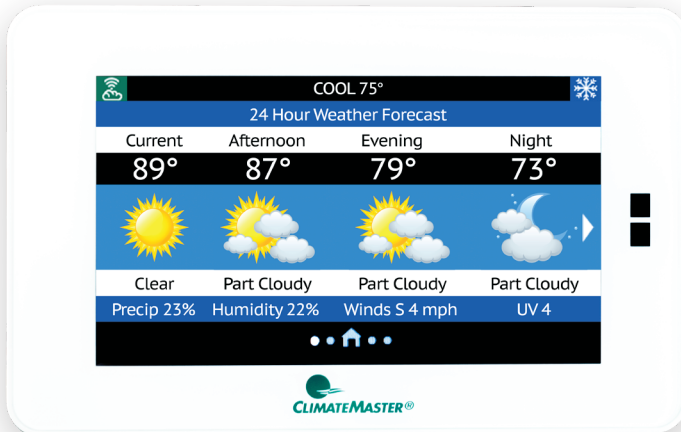 COOL 75°
24 Hour Weather Forecast
Current Afternoon Evening Night
89° 87° 79° 73°
Clear Part Cloudy Part Cloudy Part Cloudy
Precip 23% Humidity 22% Winds S 4 mph UV 4
CLIMATEMASTER®